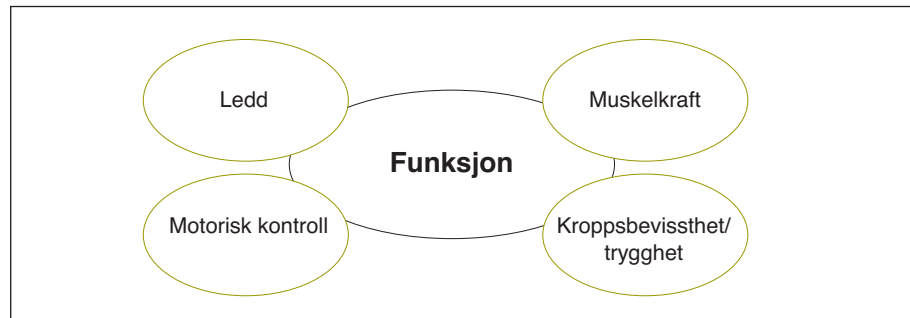 Ledd
Muskelkraft
Funksjon
Motorisk kontroll
Kroppsbevissthet/
trygghet